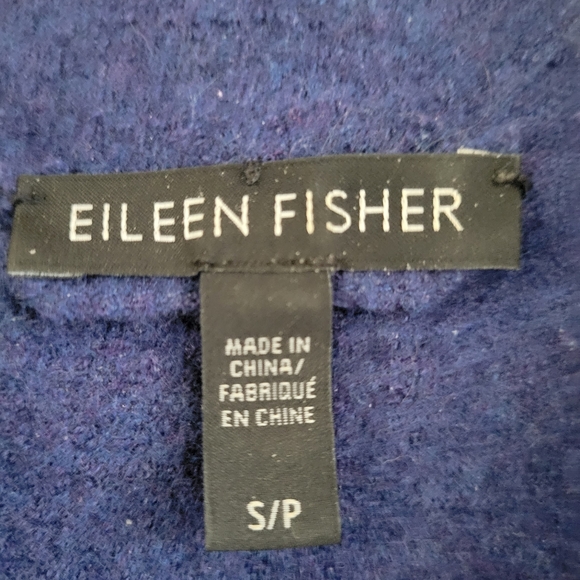 EILEEN FISHER
MADE IN
CHINA/
FABRIQUÉ
EN CHINE
S/P